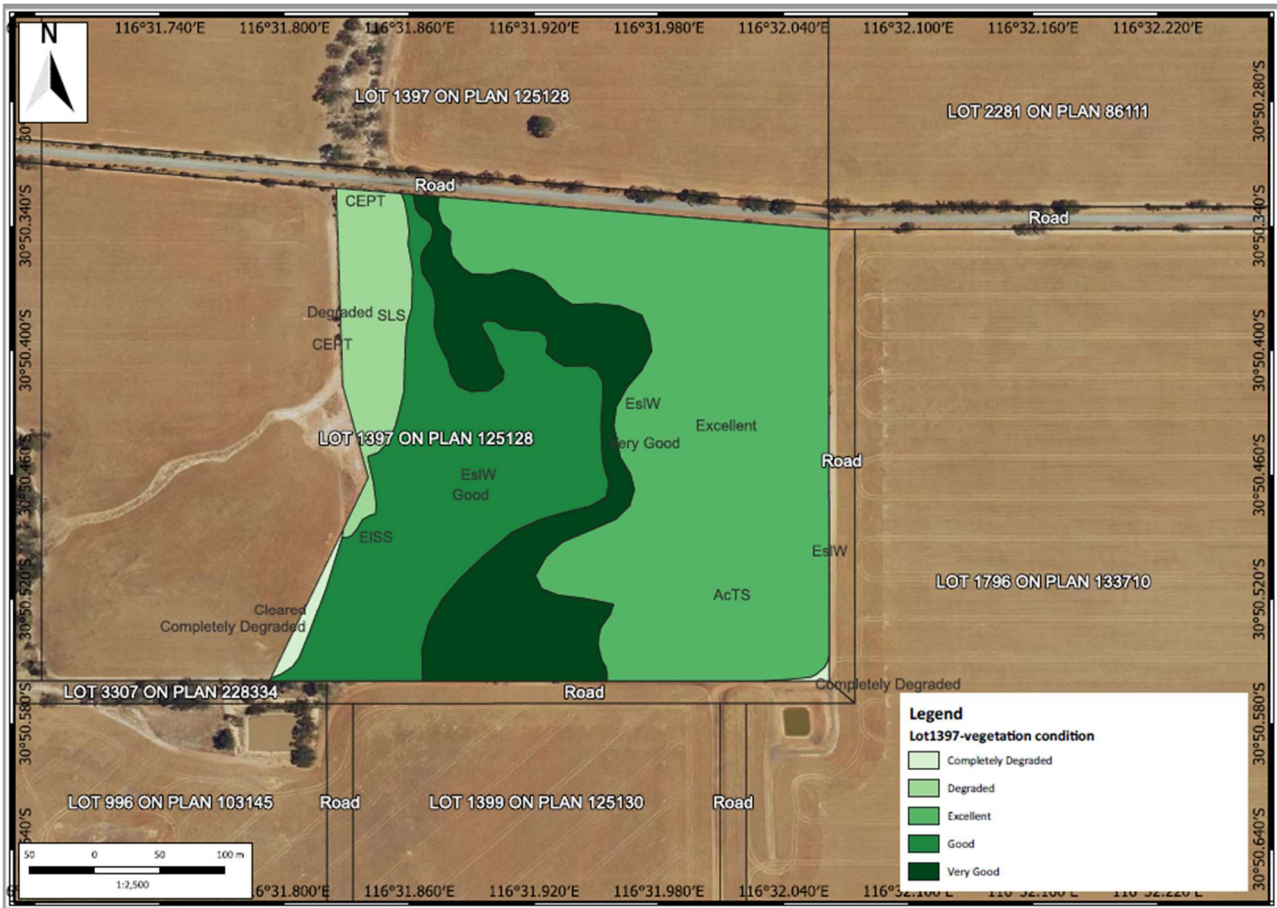 N
116°31.740'E 116°31.800'E 116°31.860'E 116°31.920'E 116°31.980'E 116°32.040'E 116°32.100'E 116°32.160'E 116°32.220'E
30°50.280'S
LOT 1397 ON PLAN 125128
LOT 2281 ON PLAN 86111
Road
CEPT
30°50.340'S
Road
30°50.340'S
Degraded SLS
CEPT
30°50.400'S
30°50.400'S
EslW
Excellent
LOT 1397 ON PLAN 125128
Very Good
30°50.460'S
Road
30°50.460'S
EslW
Good
EISS
EslW
30°50.520'S
LOT 1796 ON PLAN 133710
30°50.520'S
AcTS
Cleared
Completely Degraded
Completely Degraded
LOT 3307 ON PLAN 228334
Road
30°50.580'S
30°50.580'S
Legend
Lot1397-vegetation condition
Completely Degraded
Degraded
Excellent
Good
Very Good
LOT 996 ON PLAN 103145
Road
LOT 1399 ON PLAN 125130
Road
50 0 50 100 m
1:2,500
116°31.800'E 116°31.860'E 116°31.920'E 116°31.980'E 116°32.040'E 116°32.100'E 116°32.160'E 116°32.220'E